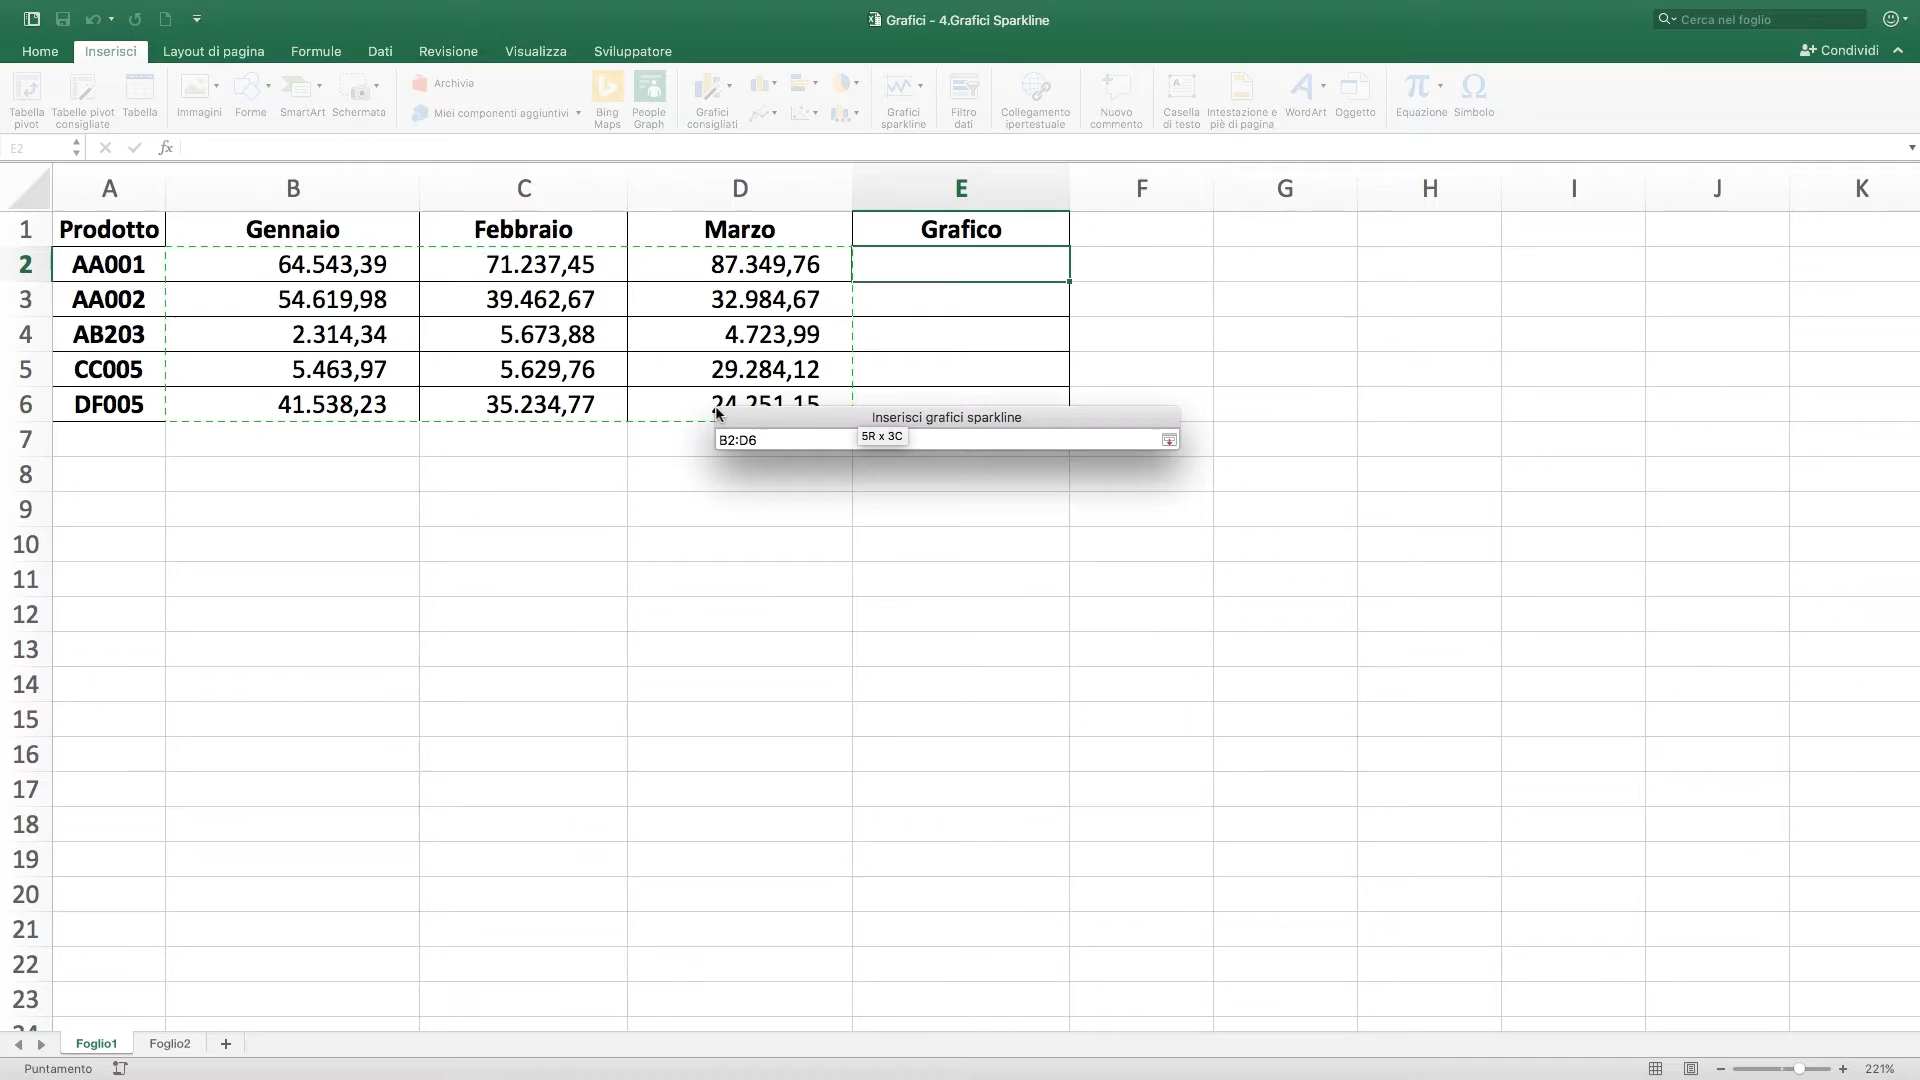 Grafici - 4.Grafici Sparkline
Cerca nel foglio
Home Inserisci Layout di pagina Formule Dati Revisione Visualizza Sviluppatore
Condividi
Tabella pivot
Tabelle pivot consigliate
Tabella
Immagini
Forme
SmartArt
Schermata
Archivia
Miei componenti aggiuntivi
Bing Maps
People Graph
Grafici consigliati
Grafici sparkline
Filtro dati
Collegamento ipertestuale
Nuovo commento
Casella di testo
Intestazione e piè di pagina
WordArt
Oggetto
Equazione
Simbolo
E2
fx
A B C D E F G H I J K
1 Prodotto Gennaio Febbraio Marzo Grafico
2 AA001 64.543,39 71.237,45 87.349,76
3 AA002 54.619,98 39.462,67 32.984,67
4 AB203 2.314,34 5.673,88 4.723,99
5 CC005 5.463,97 5.629,76 29.284,12
6 DF005 41.538,23 35.234,77 24.251,15
Inserisci grafici sparkline
B2:D6
5R x 3C
7
8
9
10
11
12
13
14
15
16
17
18
19
20
21
22
23
24
Foglio1 Foglio2 +
Puntamento
221%